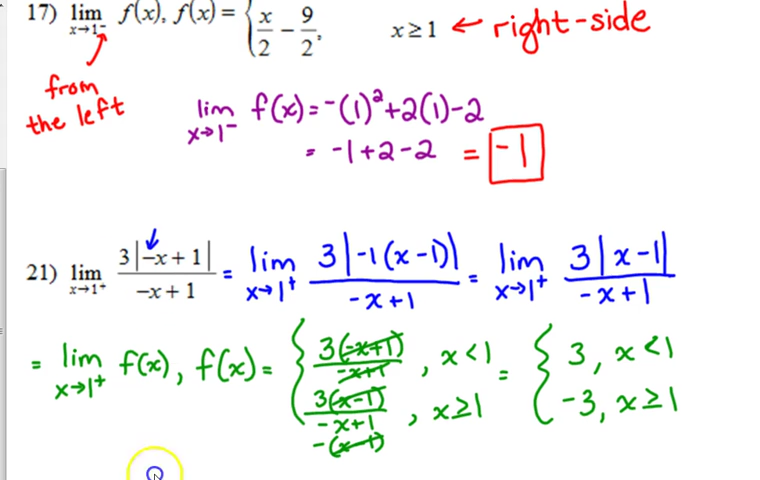 17) lim x→1⁻ f(x), f(x) = { x/2 − 9/2, x ≥ 1 ← right-side
from the left
lim x→1⁻ f(x) = -(1)² + 2(1) - 2
= -1 + 2 - 2 = -1
21) lim x→1⁺ 3|−x + 1| / −x + 1 = lim x→1⁺ 3|-1(x-1)| / -x+1 = lim x→1⁺ 3|x-1| / -x+1
= lim x→1⁺ f(x), f(x) = { 3(-x+1) / -x+1, x<1 = { 3, x<1
3(x-1) / -x+1, x≥1 -3, x≥1
-(x-1)